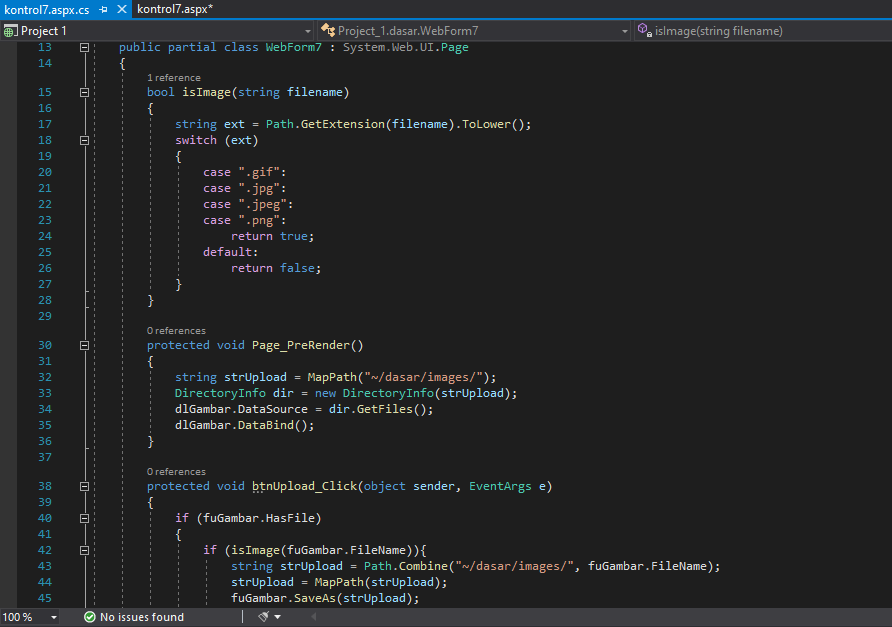 kontrol7.aspx.cs kontrol7.aspx*
Project 1 Project_1.dasar.WebForm7 isImage(string filename)
13 public partial class WebForm7 : System.Web.UI.Page
14 {
1 reference
15 bool isImage(string filename)
16 {
17 string ext = Path.GetExtension(filename).ToLower();
18 switch (ext)
19 {
20 case ".gif":
21 case ".jpg":
22 case ".jpeg":
23 case ".png":
24 return true;
25 default:
26 return false;
27 }
28 }
29
0 references
30 protected void Page_PreRender()
31 {
32 string strUpload = MapPath("~/dasar/images/");
33 DirectoryInfo dir = new DirectoryInfo(strUpload);
34 dlGambar.DataSource = dir.GetFiles();
35 dlGambar.DataBind();
36 }
37
0 references
38 protected void btnUpload_Click(object sender, EventArgs e)
39 {
40 if (fuGambar.HasFile)
41 {
42 if (isImage(fuGambar.FileName)){
43 string strUpload = Path.Combine("~/dasar/images/", fuGambar.FileName);
44 strUpload = MapPath(strUpload);
45 fuGambar.SaveAs(strUpload);
100 % No issues found